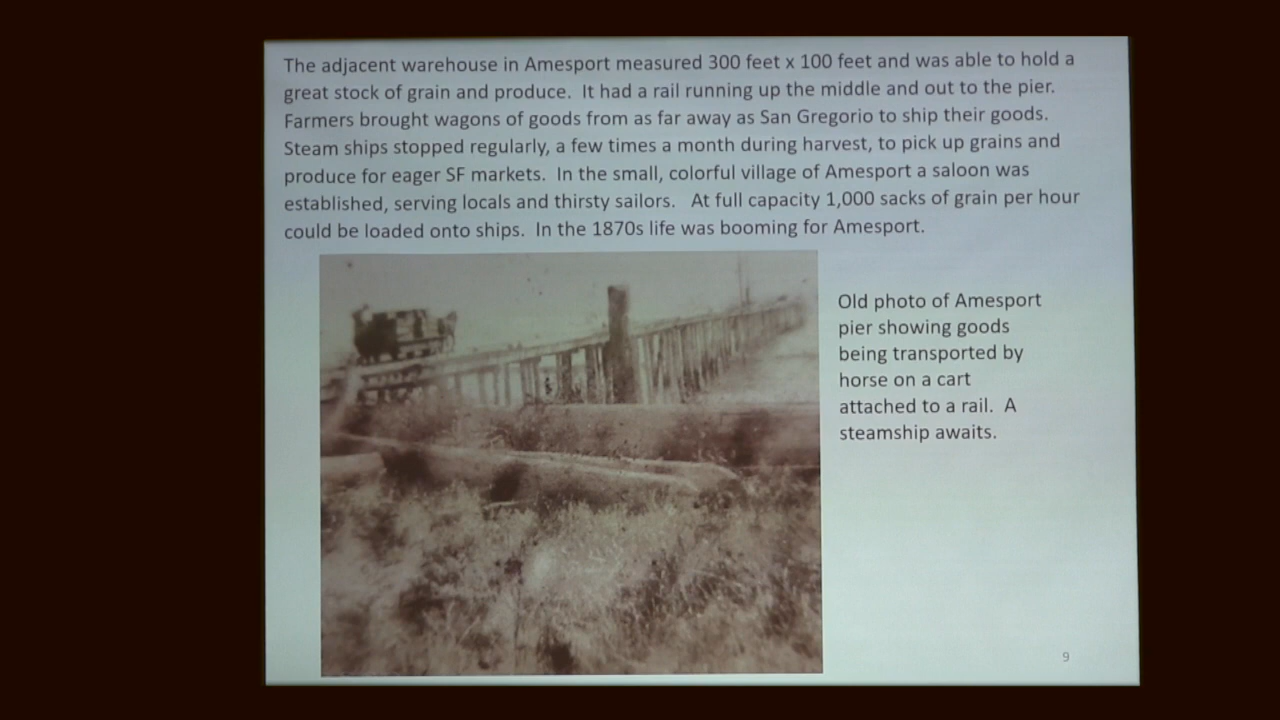 The adjacent warehouse in Amesport measured 300 feet x 100 feet and was able to hold a
great stock of grain and produce.  It had a rail running up the middle and out to the pier.
Farmers brought wagons of goods from as far away as San Gregorio to ship their goods.
Steam ships stopped regularly, a few times a month during harvest, to pick up grains and
produce for eager SF markets.  In the small, colorful village of Amesport a saloon was
established, serving locals and thirsty sailors.   At full capacity 1,000 sacks of grain per hour
could be loaded onto ships.  In the 1870s life was booming for Amesport.
Old photo of Amesport
pier showing goods
being transported by
horse on a cart
attached to a rail.  A
steamship awaits.
9